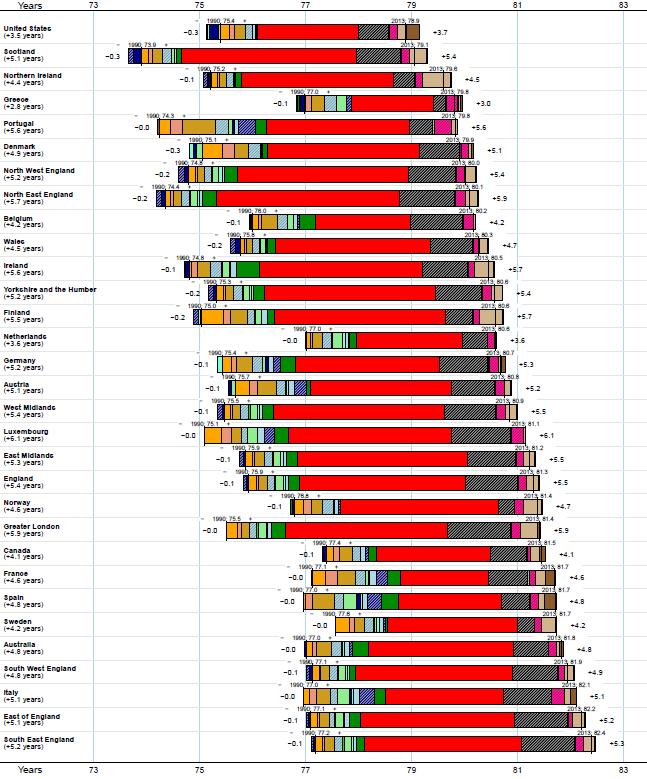 Years 73 75 77 79 81 83
− 1990; 75.4 + 2013; 78.9
United States −0.3 +3.7
(+3.5 years)
− 1990; 73.9 + 2013; 79.1
Scotland −0.3 +5.4
(+5.1 years)
− 1990; 75.2 + 2013; 79.6
Northern Ireland −0.1 +4.5
(+4.4 years)
− 1990; 77.0 + 2013; 79.8
Greece −0.1 +3.0
(+2.8 years)
− 1990; 74.3 + 2013; 79.8
Portugal −0.0 +5.6
(+5.6 years)
− 1990; 75.1 + 2013; 79.9
Denmark −0.3 +5.1
(+4.9 years)
− 1990; 74.8 + 2013; 80.0
North West England −0.2 +5.4
(+5.2 years)
− 1990; 74.4 + 2013; 80.1
North East England −0.2 +5.9
(+5.7 years)
− 1990; 76.0 + 2013; 80.2
Belgium −0.1 +4.2
(+4.2 years)
− 1990; 75.8 + 2013; 80.3
Wales −0.2 +4.7
(+4.5 years)
− 1990; 74.8 + 2013; 80.5
Ireland −0.1 +5.7
(+5.6 years)
− 1990; 75.3 + 2013; 80.6
Yorkshire and the Humber −0.2 +5.4
(+5.2 years)
− 1990; 75.0 + 2013; 80.6
Finland −0.2 +5.7
(+5.5 years)
− 1990; 77.0 + 2013; 80.6
Netherlands −0.0 +3.6
(+3.6 years)
− 1990; 75.4 + 2013; 80.7
Germany −0.1 +5.3
(+5.2 years)
− 1990; 75.7 + 2013; 80.8
Austria −0.1 +5.2
(+5.1 years)
− 1990; 75.5 + 2013; 80.9
West Midlands −0.1 +5.5
(+5.4 years)
− 1990; 75.1 + 2013; 81.1
Luxembourg −0.0 +6.1
(+6.1 years)
− 1990; 75.9 + 2013; 81.2
East Midlands −0.1 +5.5
(+5.3 years)
− 1990; 75.9 + 2013; 81.3
England −0.1 +5.5
(+5.4 years)
− 1990; 76.8 + 2013; 81.4
Norway −0.1 +4.7
(+4.6 years)
− 1990; 75.5 + 2013; 81.4
Greater London −0.0 +5.9
(+5.9 years)
− 1990; 77.4 + 2013; 81.5
Canada −0.1 +4.1
(+4.1 years)
− 1990; 77.1 + 2013; 81.7
France −0.0 +4.6
(+4.6 years)
− 1990; 77.0 + 2013; 81.7
Spain −0.0 +4.8
(+4.8 years)
− 1990; 77.6 + 2013; 81.7
Sweden −0.0 +4.2
(+4.2 years)
− 1990; 77.0 + 2013; 81.8
Australia −0.0 +4.8
(+4.8 years)
− 1990; 77.1 + 2013; 81.9
South West England −0.1 +4.9
(+4.8 years)
− 1990; 77.0 + 2013; 82.1
Italy −0.0 +5.1
(+5.1 years)
− 1990; 77.1 + 2013; 82.2
East of England −0.1 +5.2
(+5.1 years)
− 1990; 77.2 + 2013; 82.4
South East England −0.1 +5.3
(+5.2 years)
Years 73 75 77 79 81 83